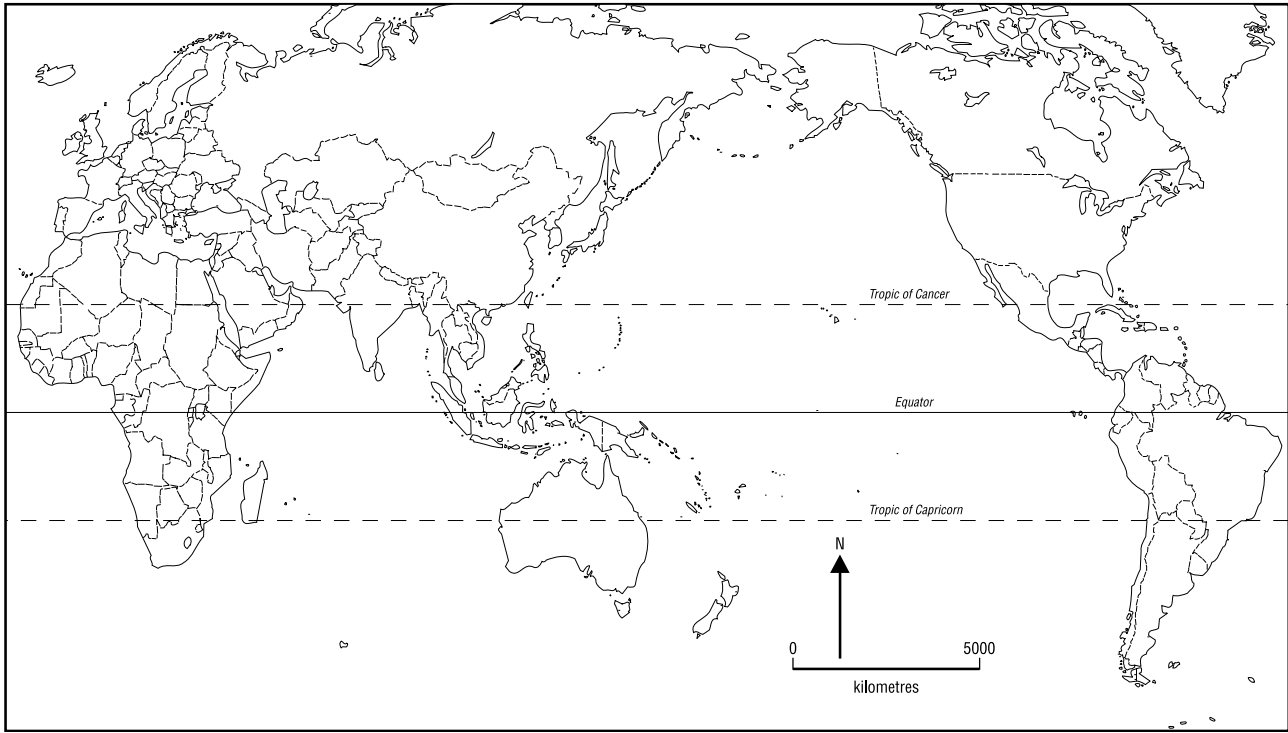 Tropic of Cancer
Equator
Tropic of Capricorn
N
0 5000
kilometres